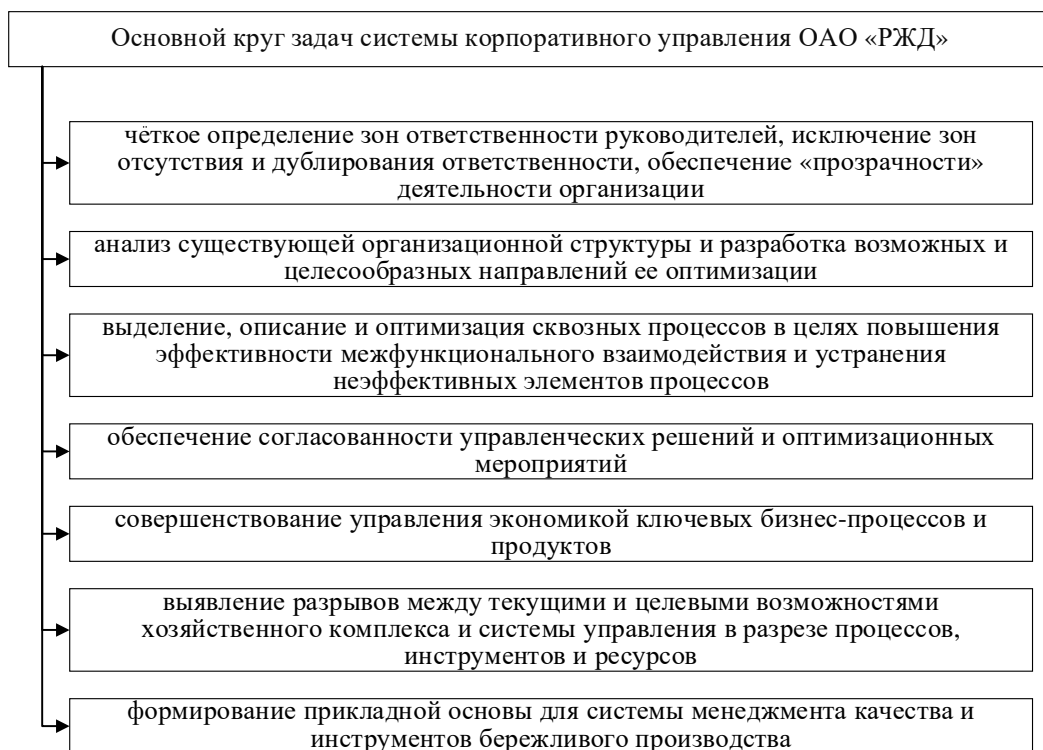 Основной круг задач системы корпоративного управления ОАО «РЖД»
чёткое определение зон ответственности руководителей, исключение зон
отсутствия и дублирования ответственности, обеспечение «прозрачности»
деятельности организации
анализ существующей организационной структуры и разработка возможных и
целесообразных направлений ее оптимизации
выделение, описание и оптимизация сквозных процессов в целях повышения
эффективности межфункционального взаимодействия и устранения
неэффективных элементов процессов
обеспечение согласованности управленческих решений и оптимизационных
мероприятий
совершенствование управления экономикой ключевых бизнес-процессов и
продуктов
выявление разрывов между текущими и целевыми возможностями
хозяйственного комплекса и системы управления в разрезе процессов,
инструментов и ресурсов
формирование прикладной основы для системы менеджмента качества и
инструментов бережливого производства